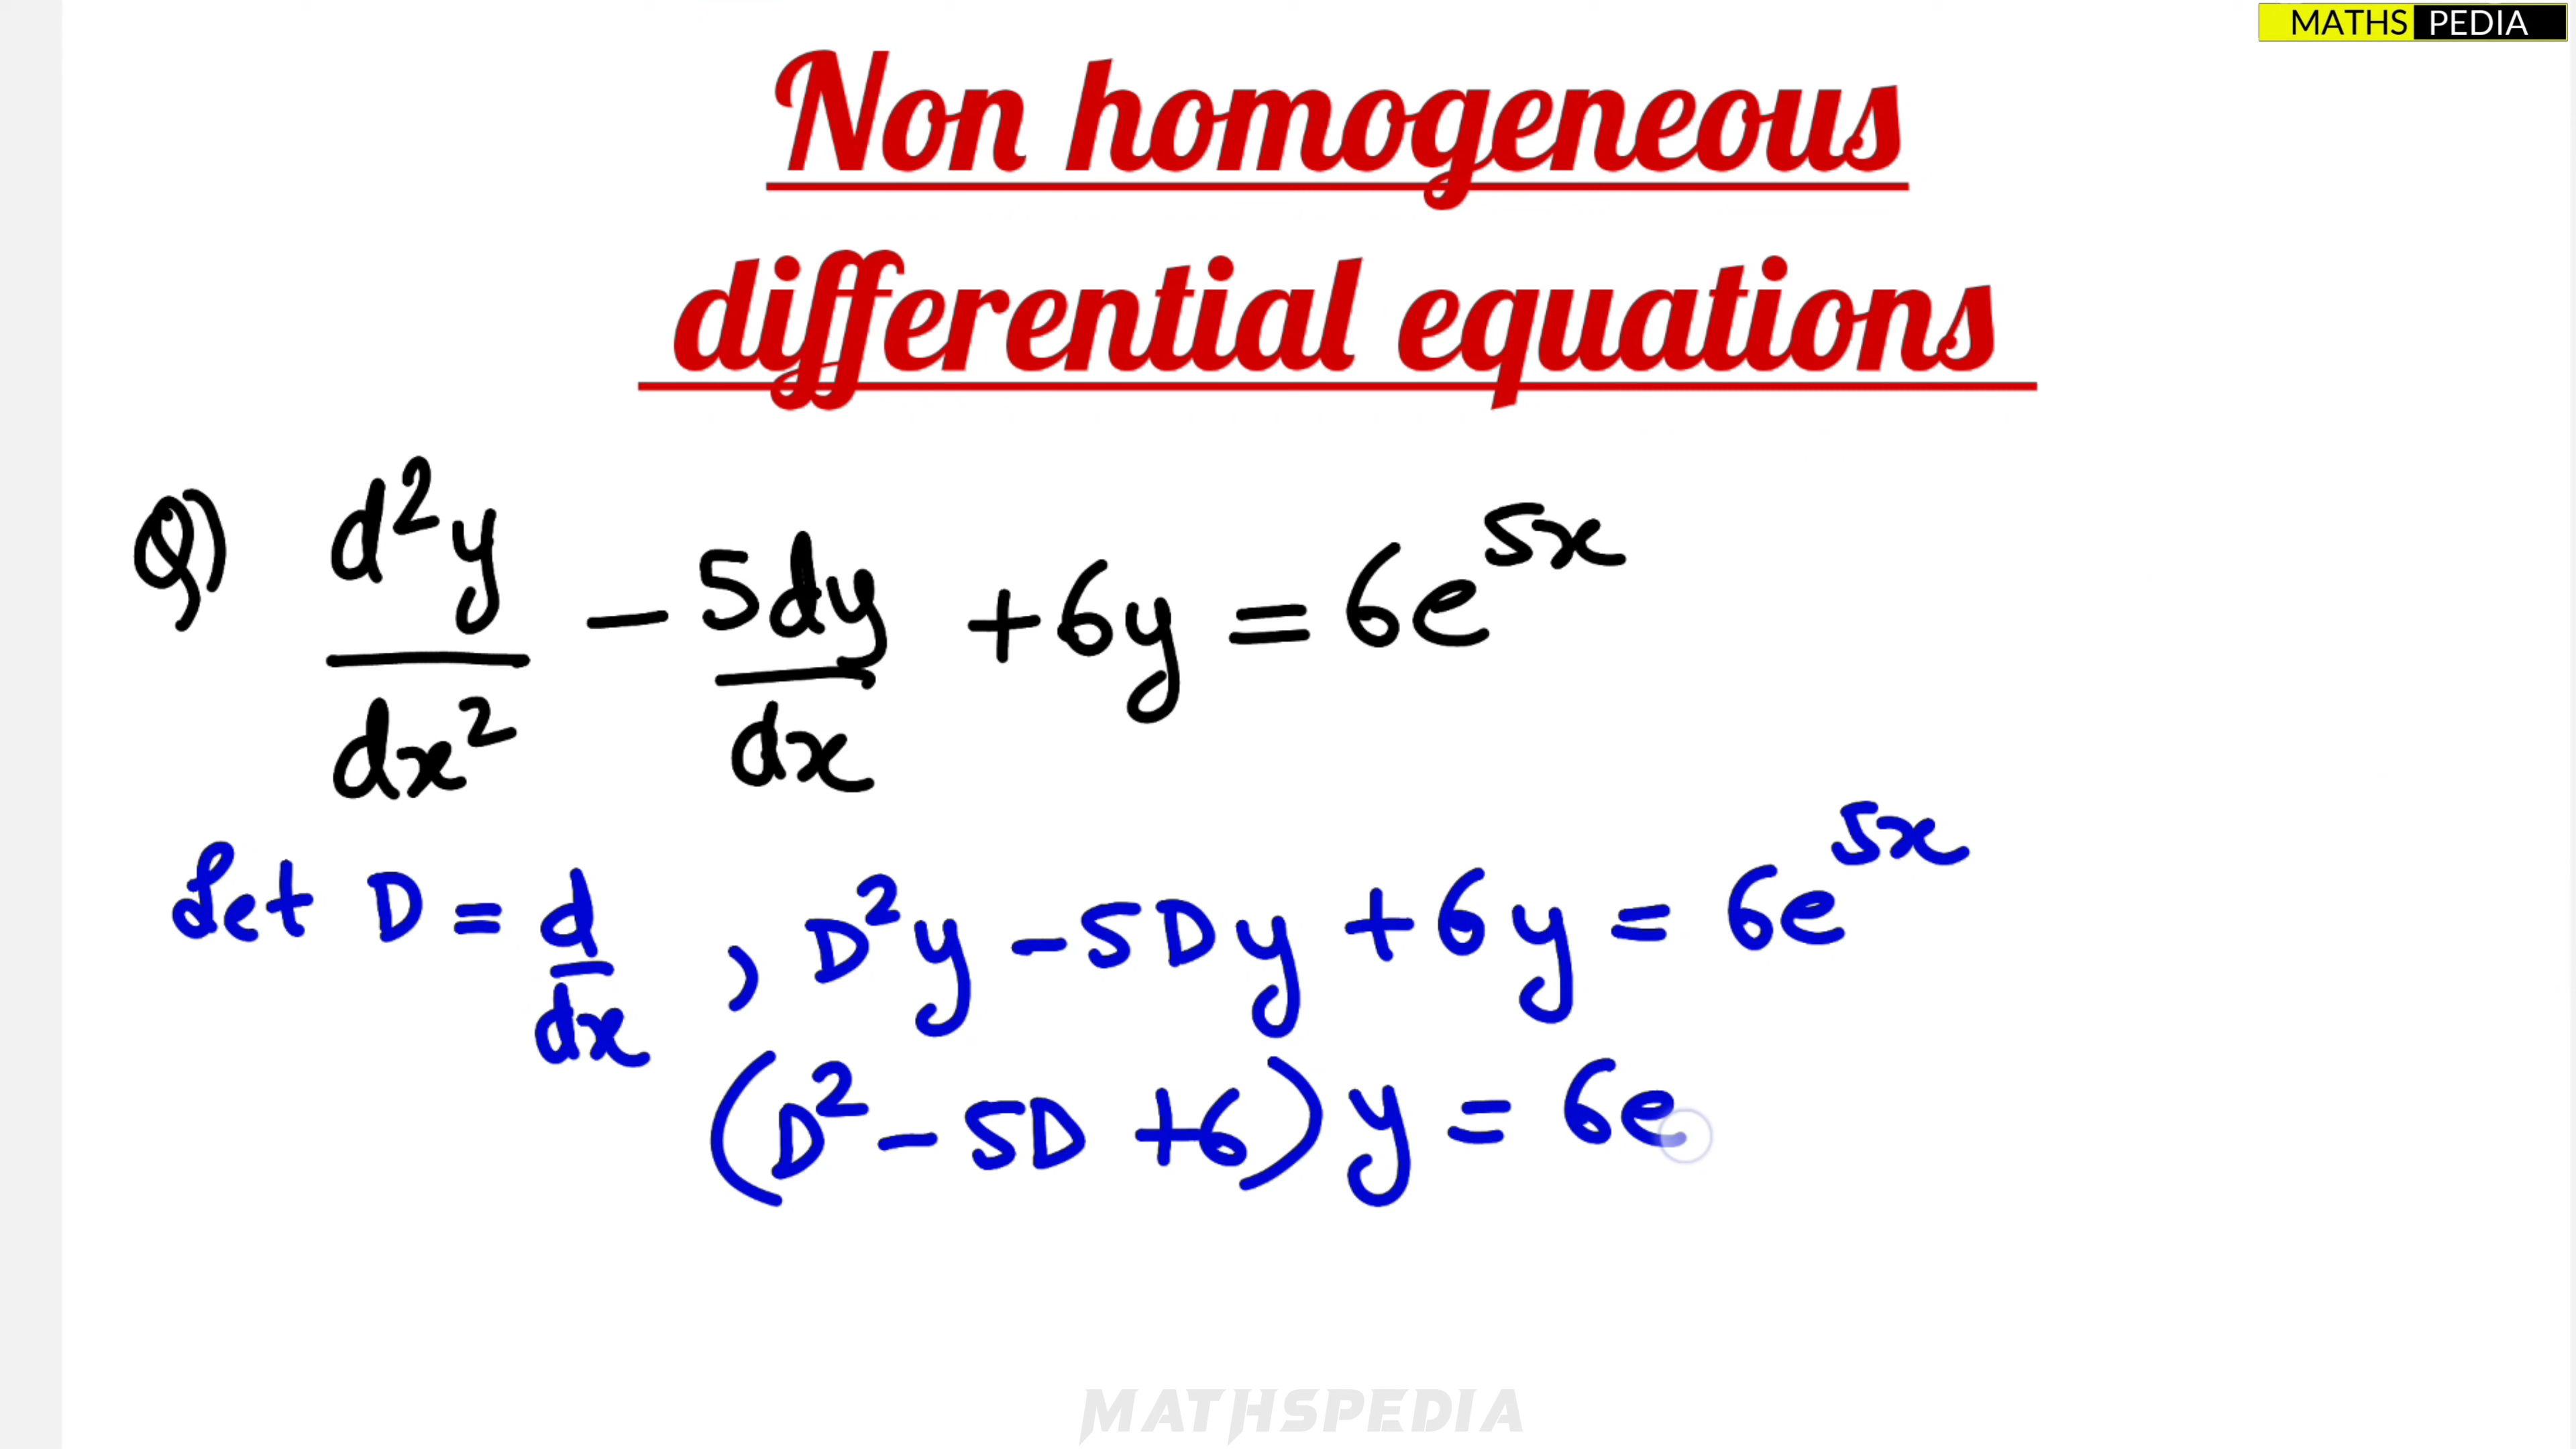 MATHS PEDIA
Non homogeneous
differential equations
Q) d²y/dx² - 5dy/dx + 6y = 6e^5x
Let D = d/dx , D²y - 5Dy + 6y = 6e^5x
(D² - 5D + 6) y = 6e
MATHSPEDIA